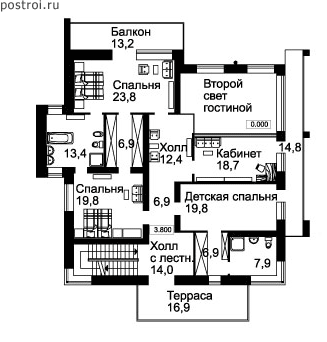 postroi.ru
Балкон
13,2
Спальня
23,8
Второй
свет
гостиной
0.000
13,4
6,9
Холл
12,4
Кабинет
18,7
14,8
Спальня
19,8
6,9
Детская спальня
19,8
3.800
Холл
с лестн.
14,0
6,9
7,9
Терраса
16,9